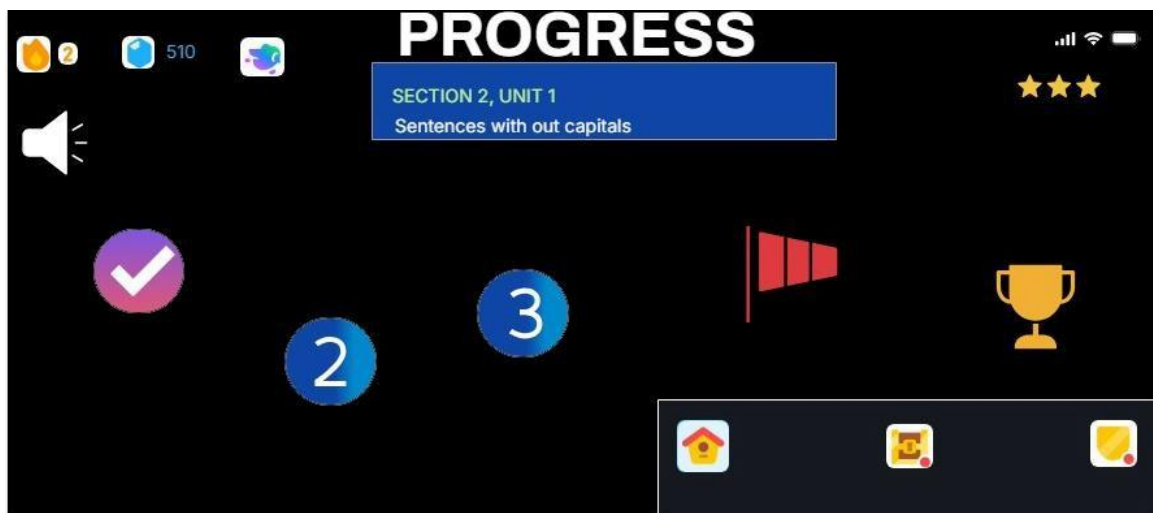 PROGRESS
2
510
SECTION 2, UNIT 1
Sentences with out capitals
3
2